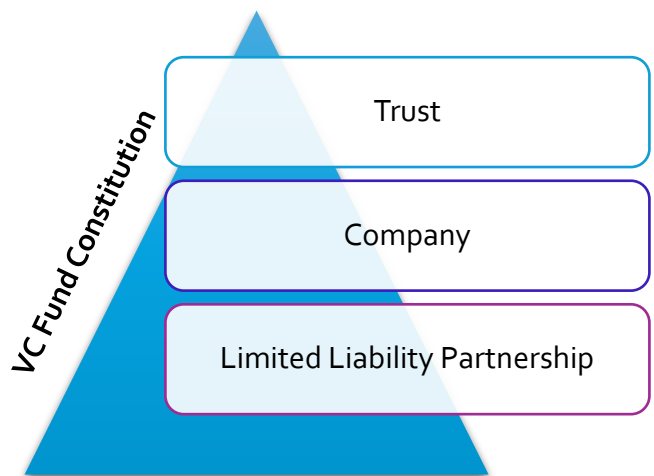 VC Fund Constitution
Trust
Company
Limited Liability Partnership